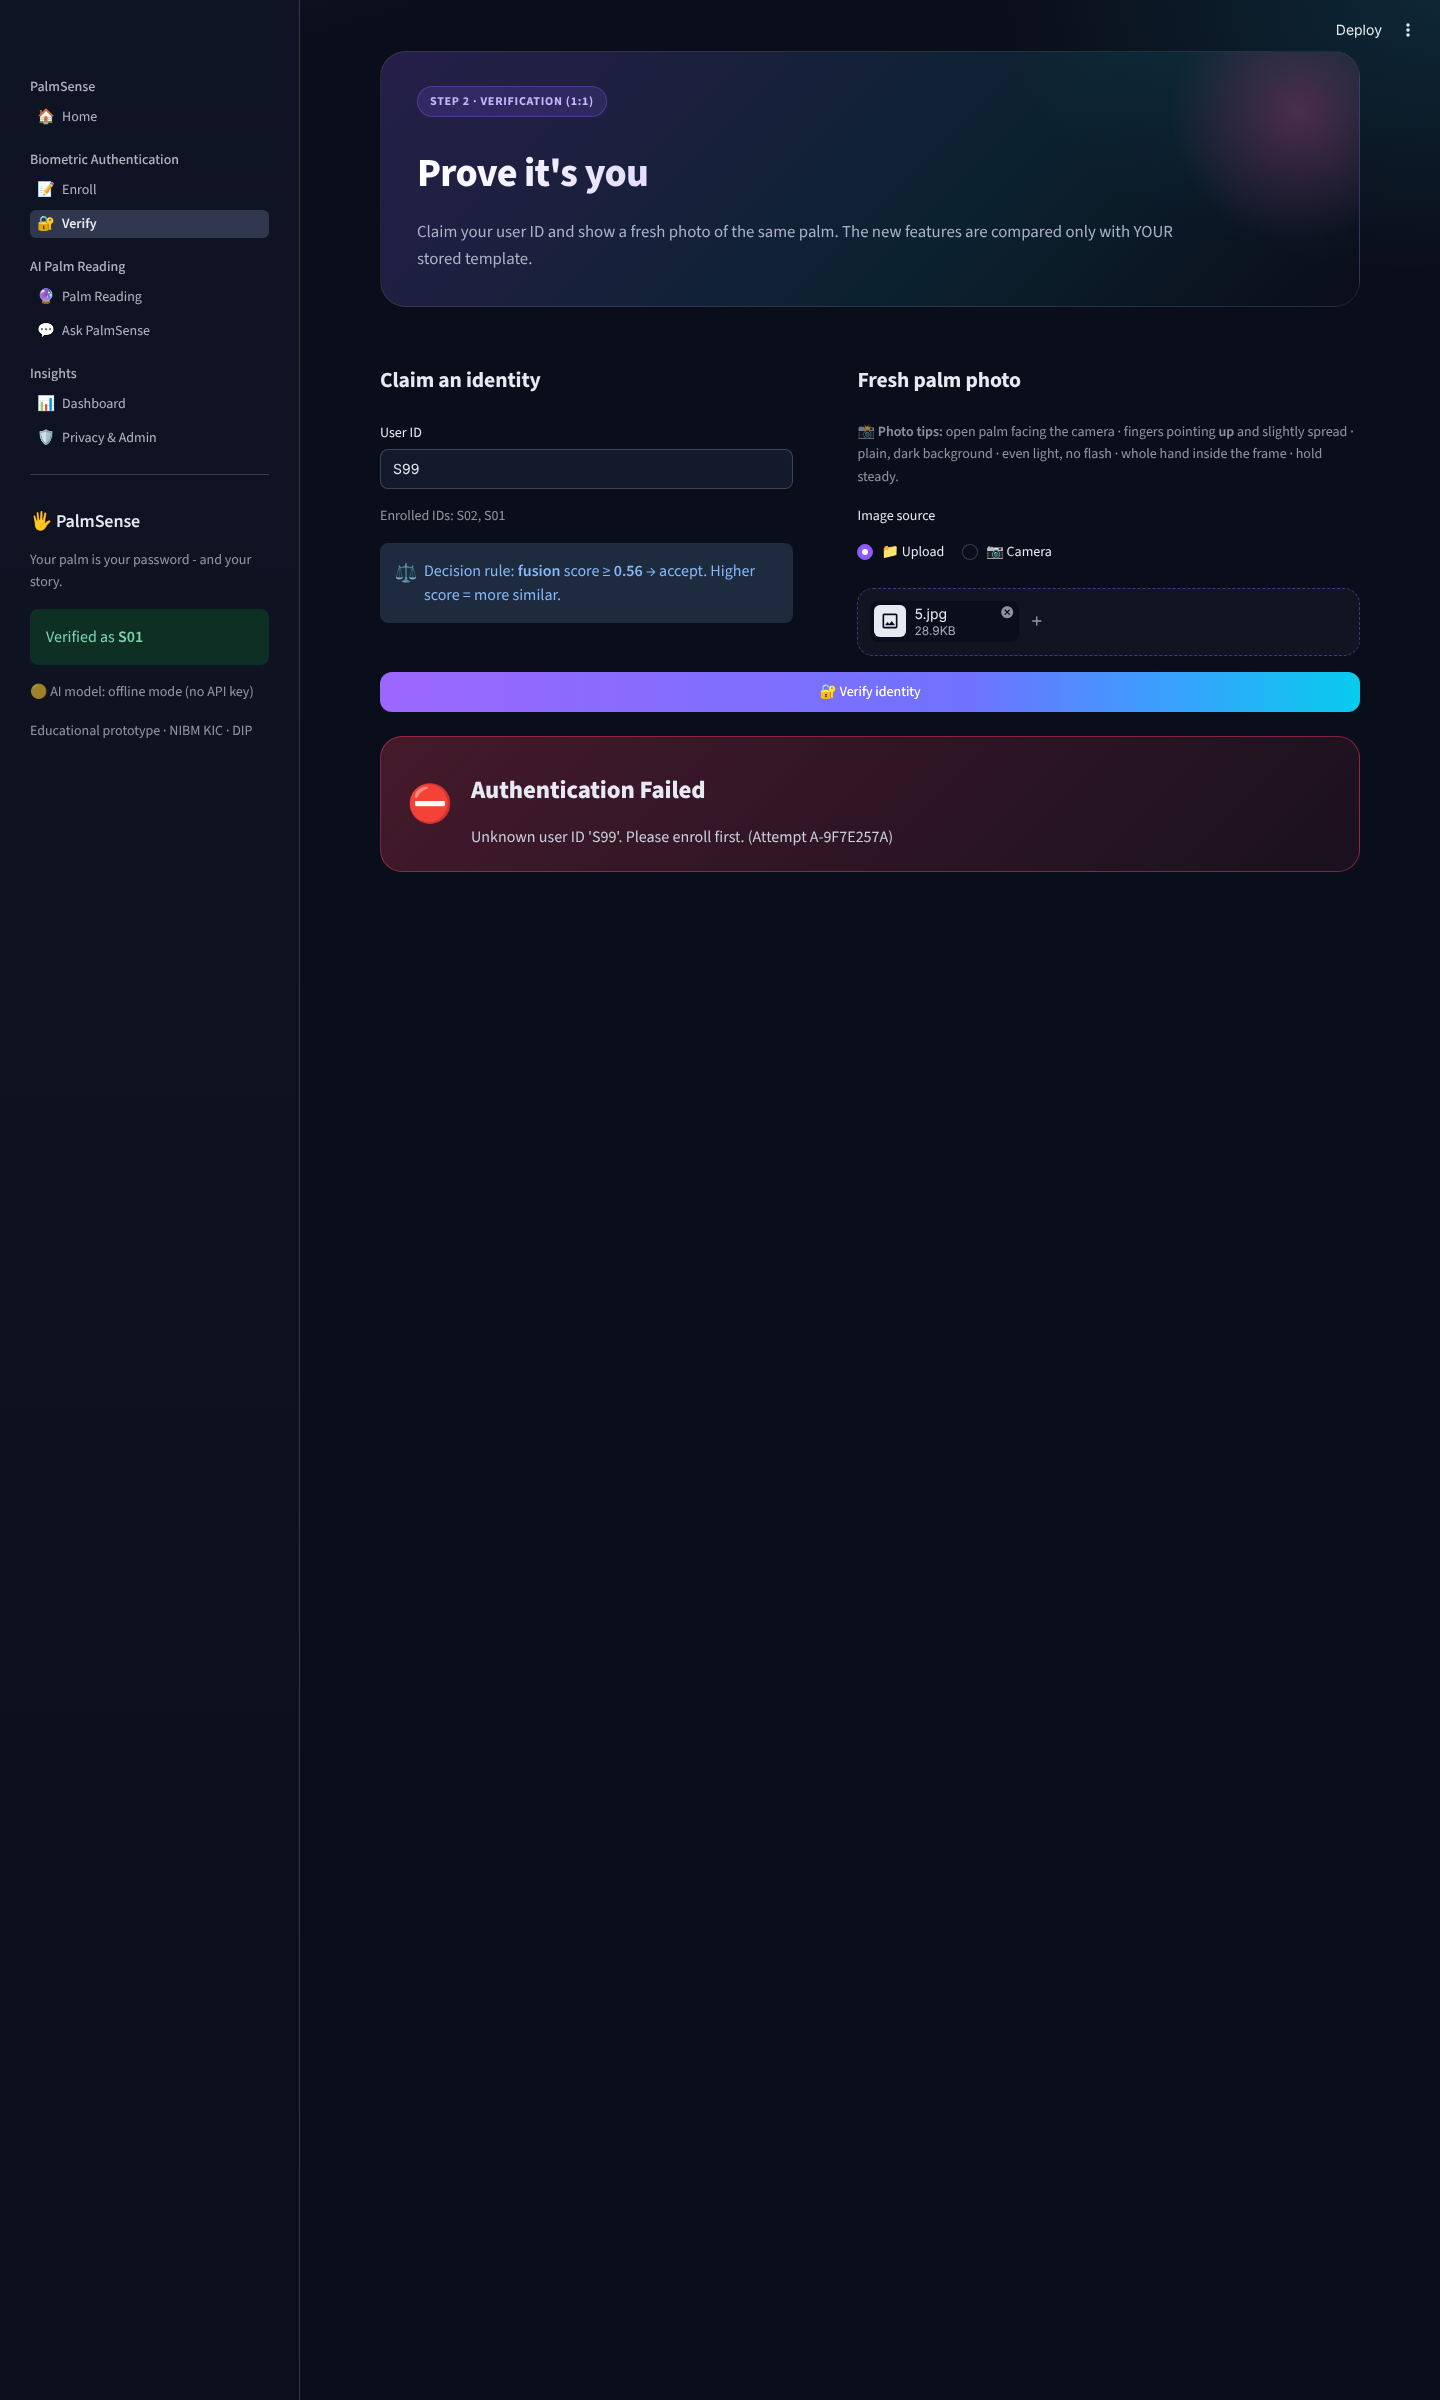 Deploy
PalmSense
🏠 Home
Biometric Authentication
📝 Enroll
🔐 Verify
AI Palm Reading
🔮 Palm Reading
💬 Ask PalmSense
Insights
📊 Dashboard
🛡️ Privacy & Admin
🖐️ PalmSense
Your palm is your password - and your
story.
Verified as S01
🟡 AI model: offline mode (no API key)
Educational prototype · NIBM KIC · DIP
STEP 2 · VERIFICATION (1:1)
Prove it's you
Claim your user ID and show a fresh photo of the same palm. The new features are compared only with YOUR
stored template.
Claim an identity
User ID
S99
Enrolled IDs: S02, S01
⚖️ Decision rule: fusion score ≥ 0.56 → accept. Higher
score = more similar.
Fresh palm photo
📸 Photo tips: open palm facing the camera · fingers pointing up and slightly spread ·
plain, dark background · even light, no flash · whole hand inside the frame · hold
steady.
Image source
📁 Upload 📷 Camera
5.jpg
28.9KB
🔐 Verify identity
⛔ Authentication Failed
Unknown user ID 'S99'. Please enroll first. (Attempt A-9F7E257A)